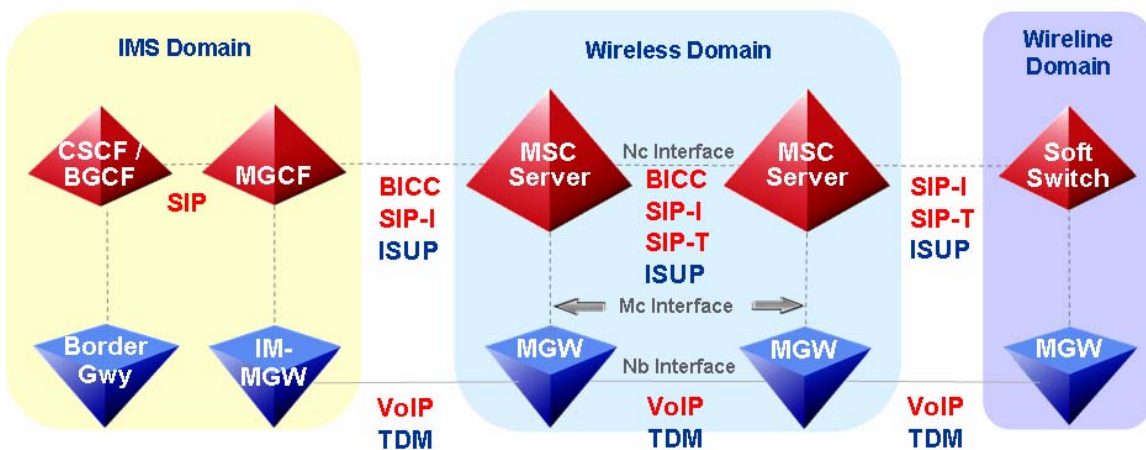 IMS Domain
Wireless Domain
Wireline
Domain
CSCF /
BGCF
SIP
MGCF
BICC
SIP-I
ISUP
MSC
Server
Nc Interface
BICC
SIP-I
SIP-T
ISUP
MSC
Server
SIP-I
SIP-T
ISUP
Soft
Switch
Mc Interface
Border
Gwy
IM-
MGW
VoIP
TDM
MGW
Nb Interface
VoIP
TDM
MGW
VoIP
TDM
MGW